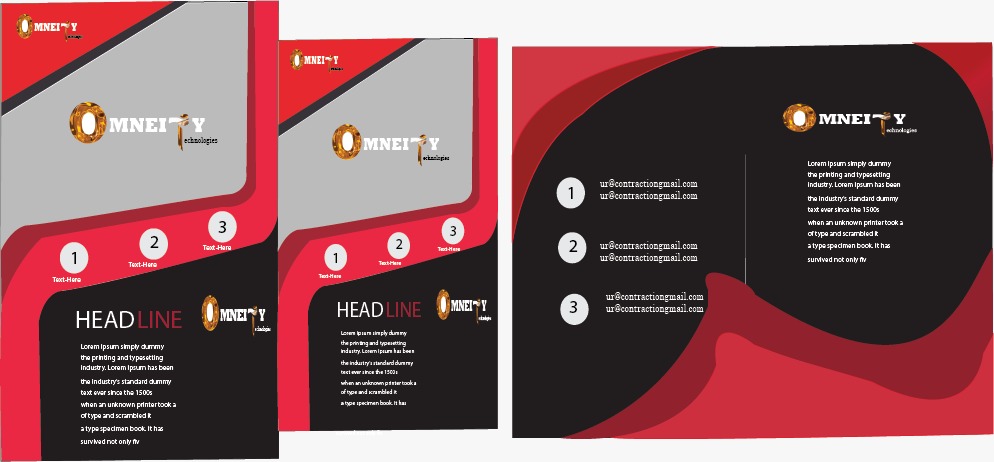 OMNEITY
Technologies
OMNEITY
Technologies
1
2
3
Text-Here
Text-Here
Text-Here
HEADLINE
OMNEITY
Technologies
Lorem Ipsum simply dummy
the printing and typesetting
industry. Lorem Ipsum has been
the industry's standard dummy
text ever since the 1500s
when an unknown printer took a
of type and scrambled it
a type specimen book. It has
survived not only fiv
OMNEITY
Technologies
OMNEITY
Technologies
1
2
3
Text-Here
Text-Here
Text-Here
HEADLINE
OMNEITY
Technologies
Lorem Ipsum simply dummy
the printing and typesetting
industry. Lorem Ipsum has been
the industry's standard dummy
text ever since the 1500s
when an unknown printer took a
of type and scrambled it
a type specimen book. It has
1
ur@contractiongmail.com
ur@contractiongmail.com
2
ur@contractiongmail.com
ur@contractiongmail.com
3
ur@contractiongmail.com
ur@contractiongmail.com
OMNEITY
Technologies
Lorem Ipsum simply dummy
the printing and typesetting
industry. Lorem Ipsum has been
the industry's standard dummy
text ever since the 1500s
when an unknown printer took a
of type and scrambled it
a type specimen book. It has
survived not only fiv